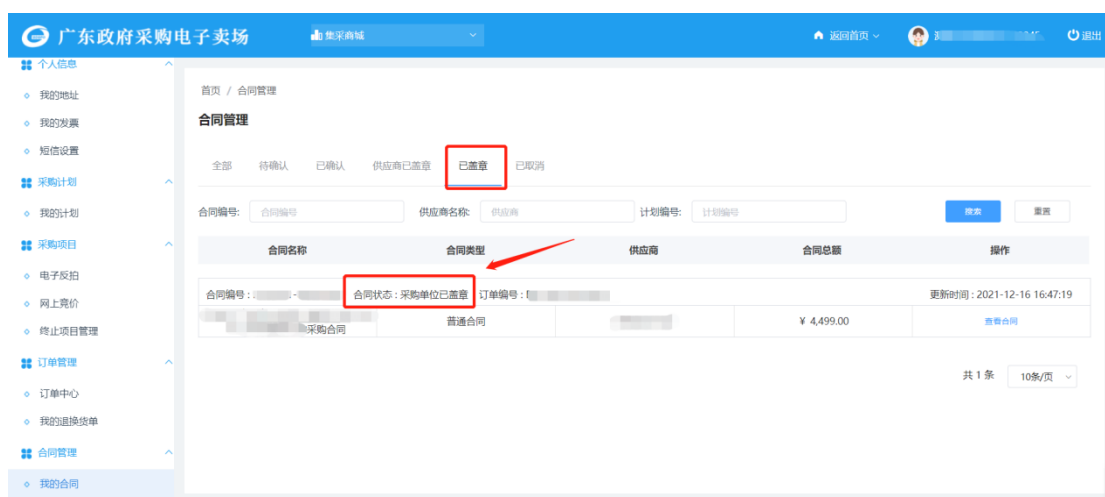 广东政府采购电子卖场 集采商城 返回首页 退出
个人信息
我的地址
我的发票
短信设置
采购计划
我的计划
采购项目
电子反拍
网上竞价
终止项目管理
订单管理
订单中心
我的退换货单
合同管理
我的合同
首页 / 合同管理
合同管理
全部 待确认 已确认 供应商已盖章 已盖章 已取消
合同编号: 合同编号 供应商名称: 供应商 计划编号: 计划编号 搜索 重置
合同名称 合同类型 供应商 合同总额 操作
合同编号: 合同状态:采购单位已盖章 订单编号: 更新时间:2021-12-16 16:47:19
采购合同 普通合同 ¥ 4,499.00 查看合同
共 1 条 10条/页